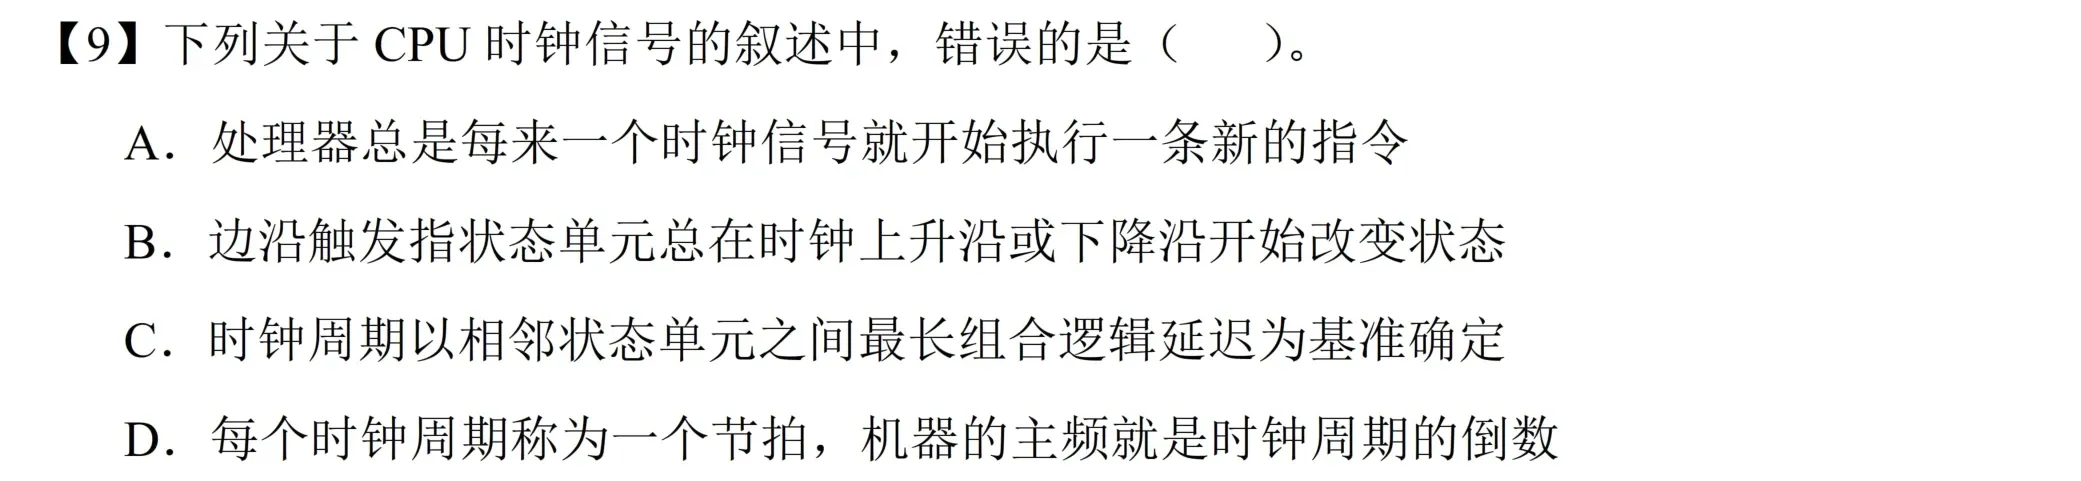 【9】下列关于 CPU 时钟信号的叙述中，错误的是（　　）。
A．处理器总是每来一个时钟信号就开始执行一条新的指令
B．边沿触发指状态单元总在时钟上升沿或下降沿开始改变状态
C．时钟周期以相邻状态单元之间最长组合逻辑延迟为基准确定
D．每个时钟周期称为一个节拍，机器的主频就是时钟周期的倒数